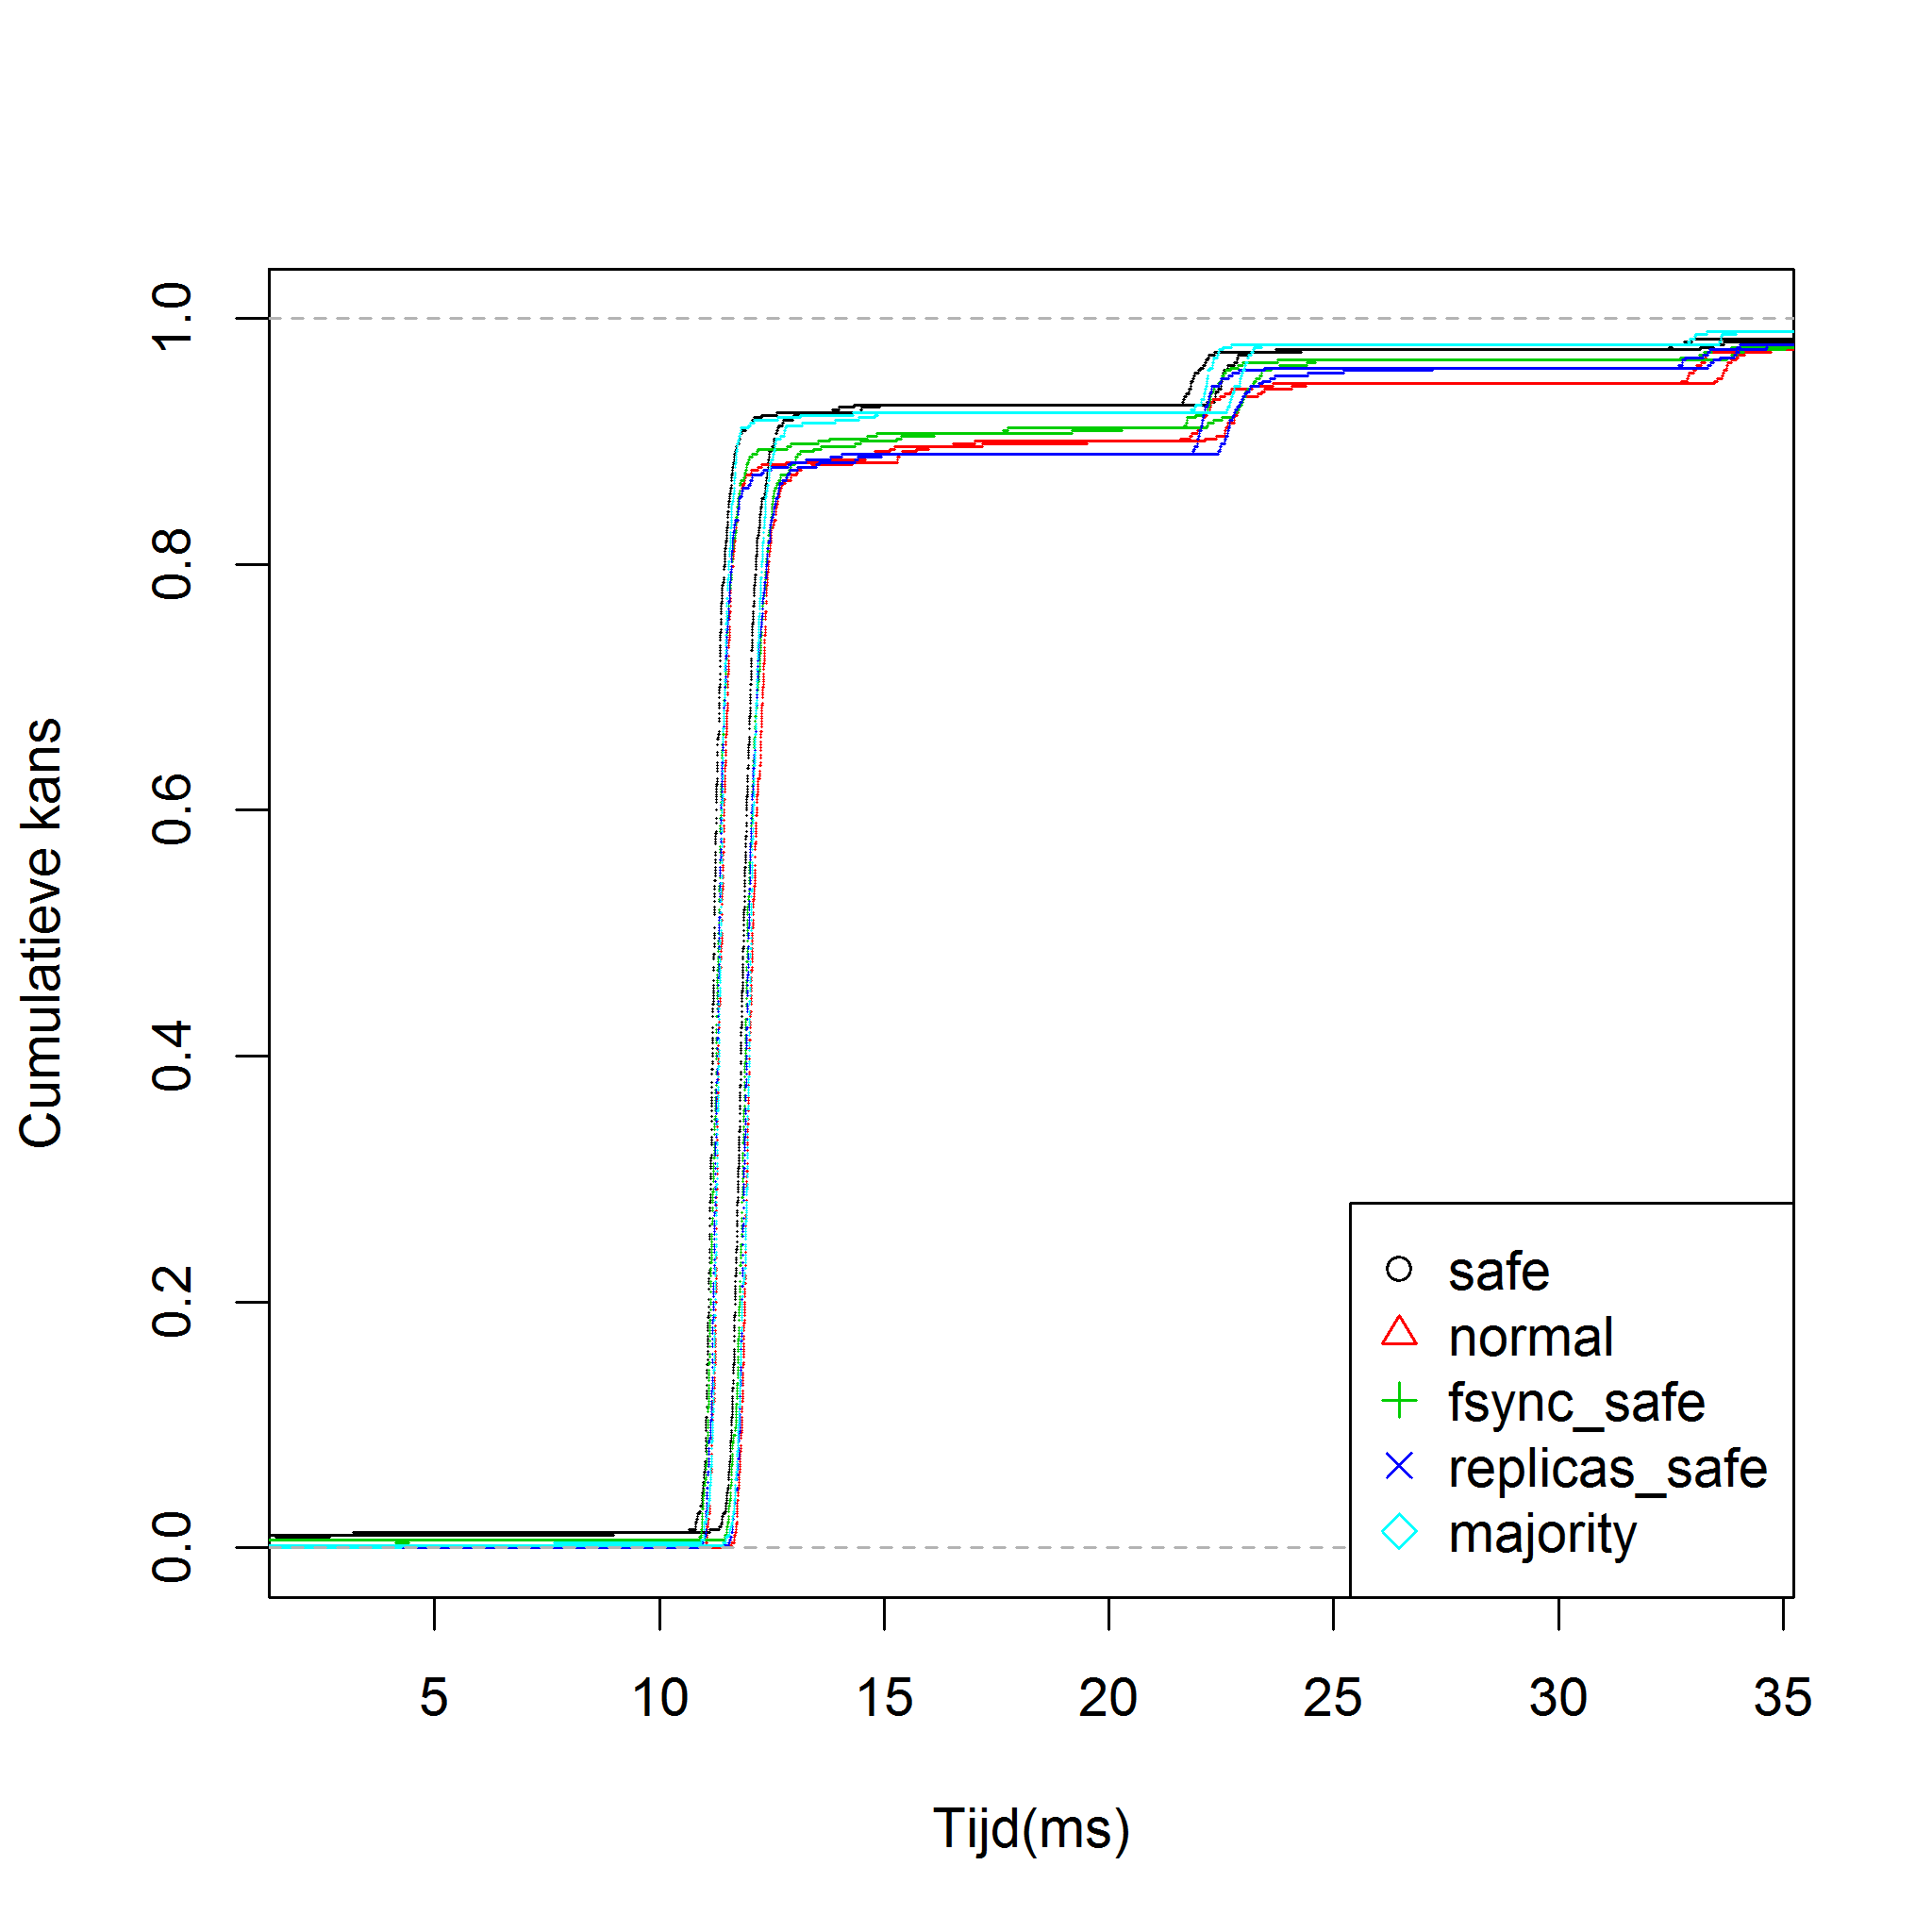 1.0
0.8
0.6
0.4
0.2
0.0
Cumulatieve kans
5 10 15 20 25 30 35
Tijd(ms)
safe
normal
fsync_safe
replicas_safe
majority